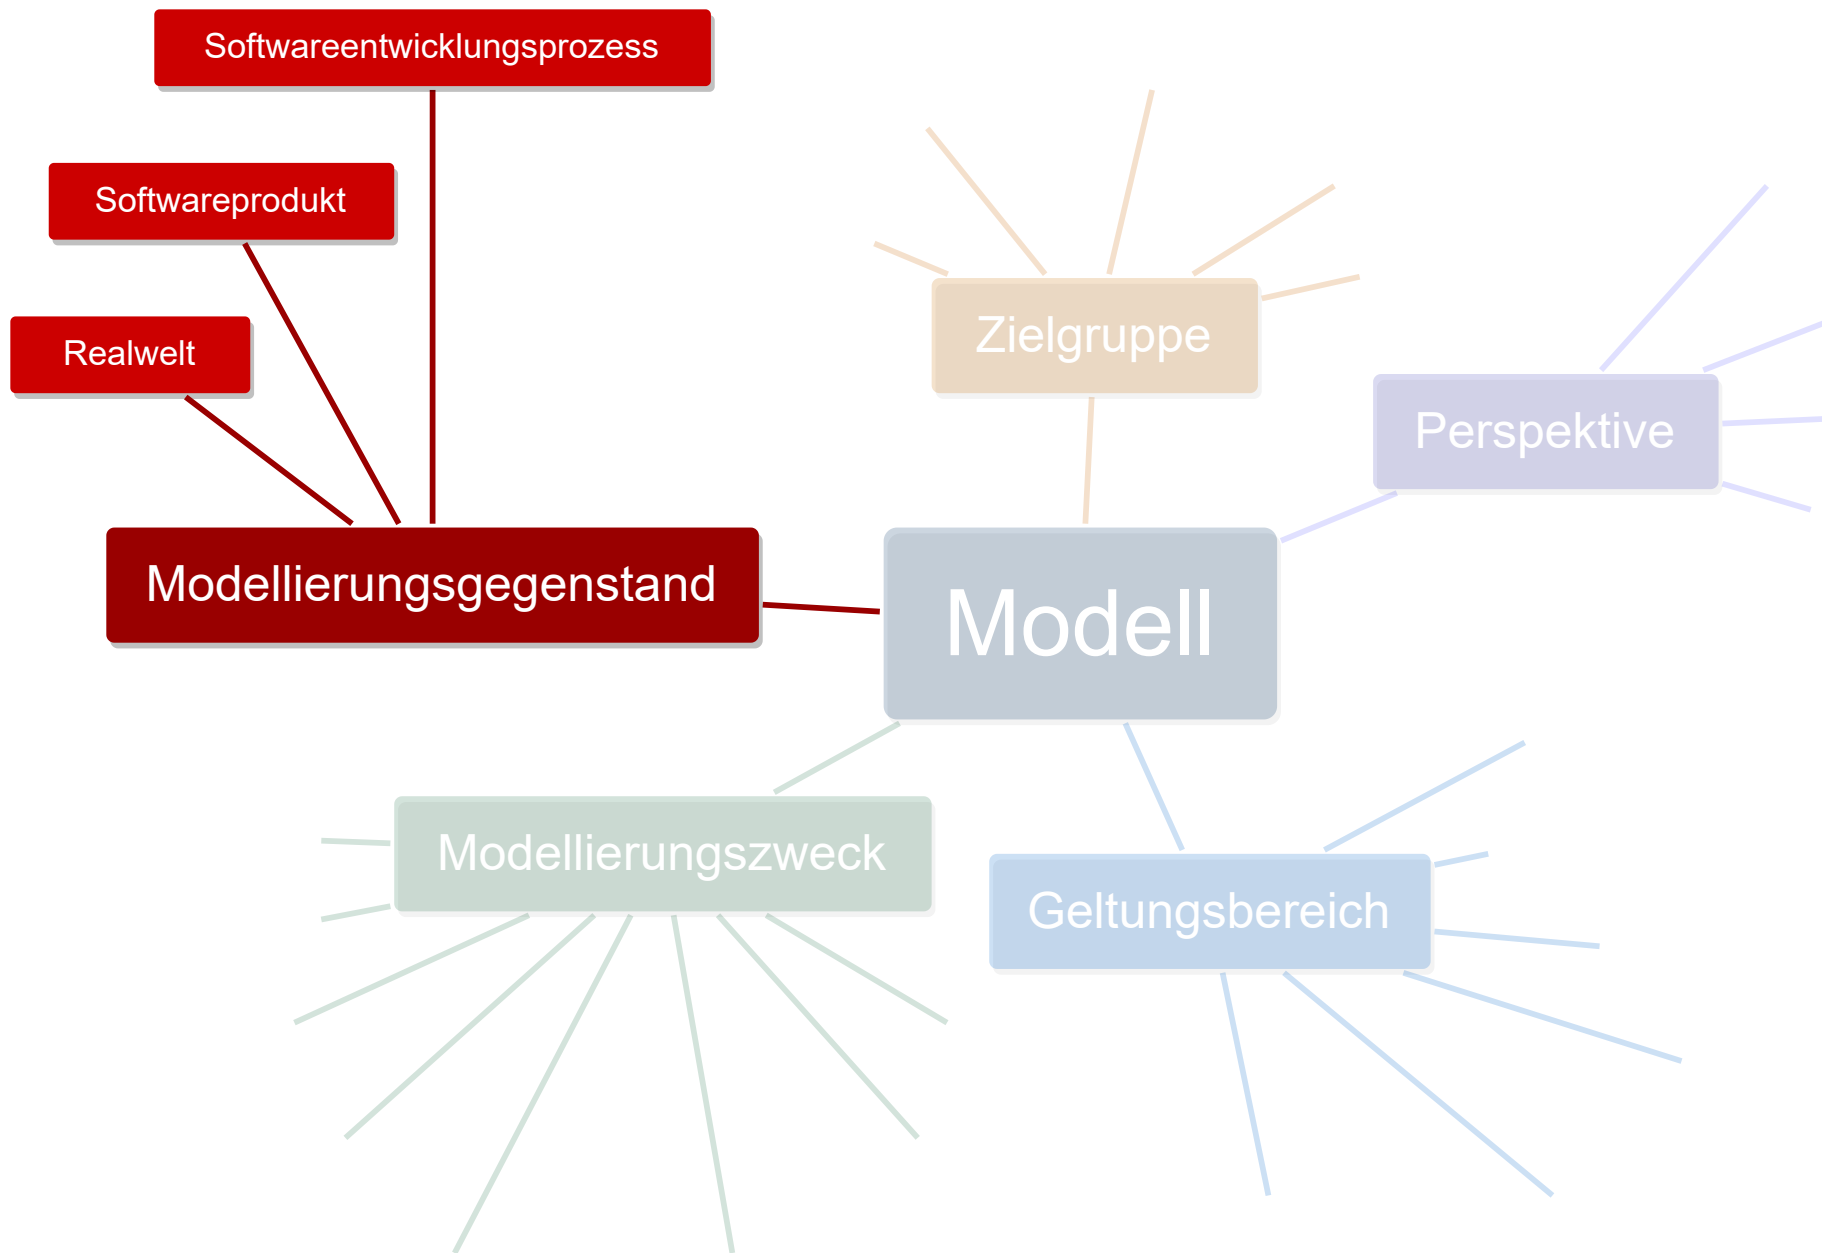 Softwareentwicklungsprozess
Softwareprodukt
Realwelt
Zielgruppe
Perspektive
Modellierungsgegenstand
Modell
Modellierungszweck
Geltungsbereich